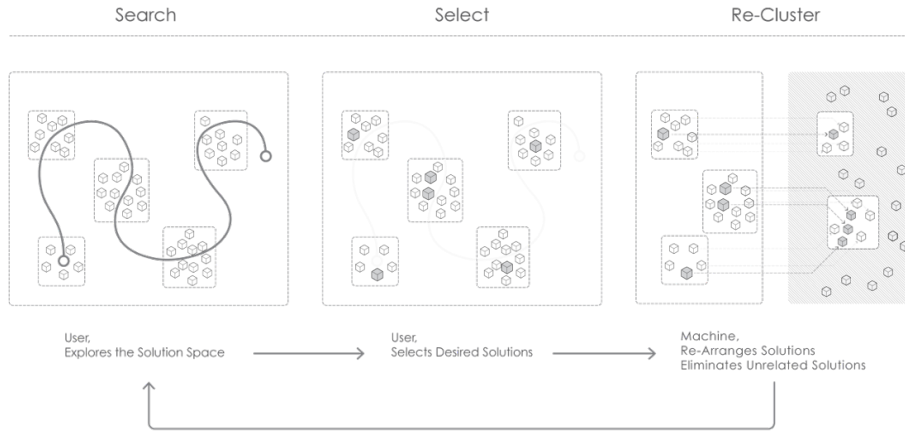 Search
Select
Re-Cluster
User,
Explores the Solution Space
User,
Selects Desired Solutions
Machine,
Re-Arranges Solutions
Eliminates Unrelated Solutions